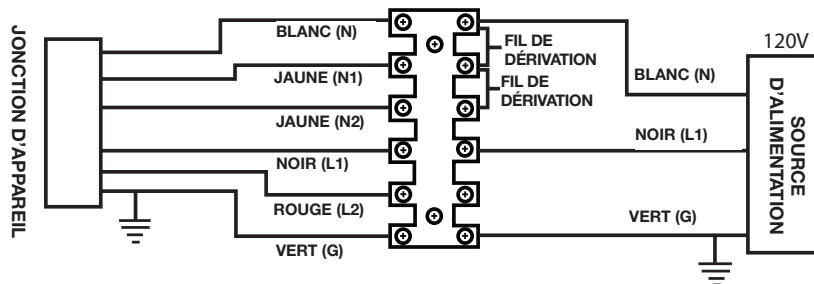 JONCTION D'APPAREIL
BLANC (N)
JAUNE (N1)
JAUNE (N2)
NOIR (L1)
ROUGE (L2)
VERT (G)
FIL DE
DÉRIVATION
FIL DE
DÉRIVATION
BLANC (N)
NOIR (L1)
VERT (G)
120V
SOURCE
D'ALIMENTATION